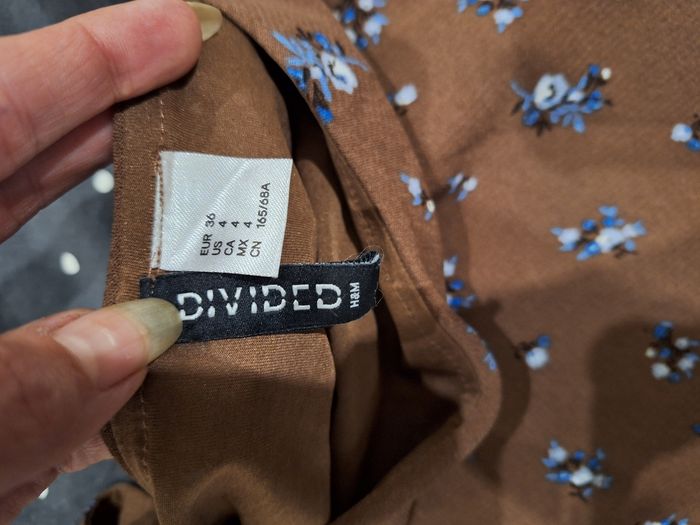 EUR 36
US 4
CA 4
MX 4
CN 165/68A
DIVIDED
H&M